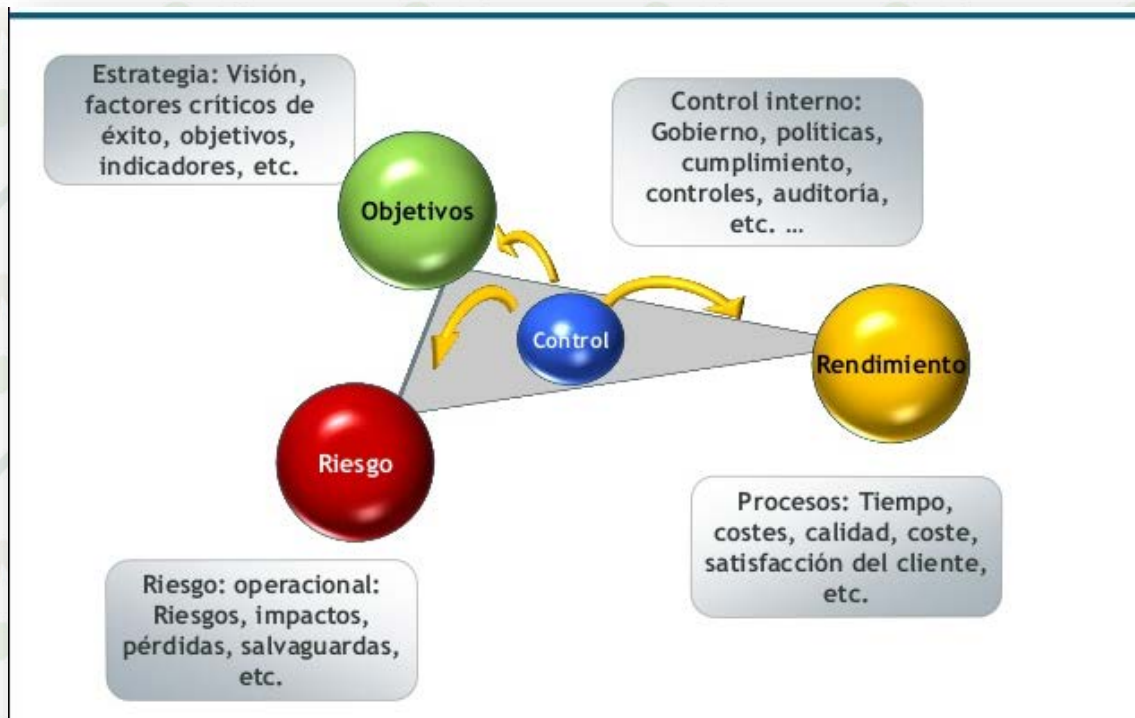 Estrategia: Visión,
factores críticos de
éxito, objetivos,
indicadores, etc.
Control interno:
Gobierno, políticas,
cumplimiento,
controles, auditoría,
etc. ...
Objetivos
Control
Rendimiento
Riesgo
Procesos: Tiempo,
costes, calidad, coste,
satisfacción del cliente,
etc.
Riesgo: operacional:
Riesgos, impactos,
pérdidas, salvaguardas,
etc.